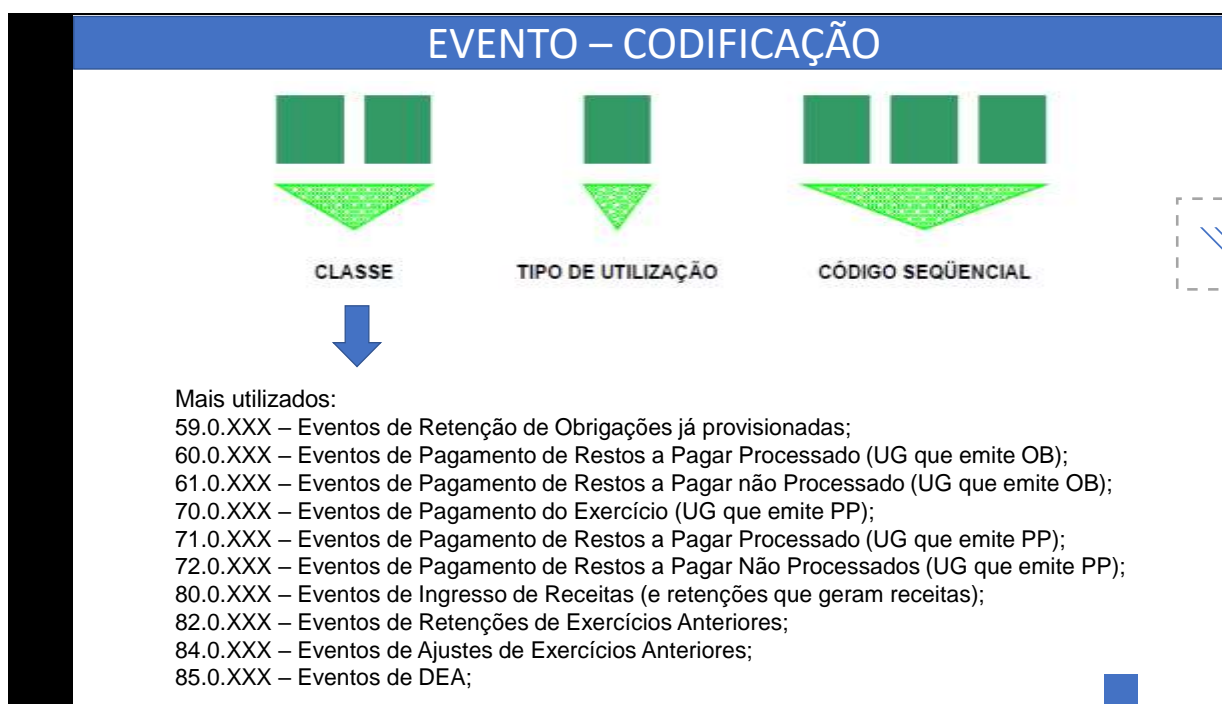 EVENTO – CODIFICAÇÃO
CLASSE TIPO DE UTILIZAÇÃO CÓDIGO SEQÜENCIAL
Mais utilizados:
59.0.XXX – Eventos de Retenção de Obrigações já provisionadas;
60.0.XXX – Eventos de Pagamento de Restos a Pagar Processado (UG que emite OB);
61.0.XXX – Eventos de Pagamento de Restos a Pagar não Processado (UG que emite OB);
70.0.XXX – Eventos de Pagamento do Exercício (UG que emite PP);
71.0.XXX – Eventos de Pagamento de Restos a Pagar Processado (UG que emite PP);
72.0.XXX – Eventos de Pagamento de Restos a Pagar Não Processados (UG que emite PP);
80.0.XXX – Eventos de Ingresso de Receitas (e retenções que geram receitas);
82.0.XXX – Eventos de Retenções de Exercícios Anteriores;
84.0.XXX – Eventos de Ajustes de Exercícios Anteriores;
85.0.XXX – Eventos de DEA;